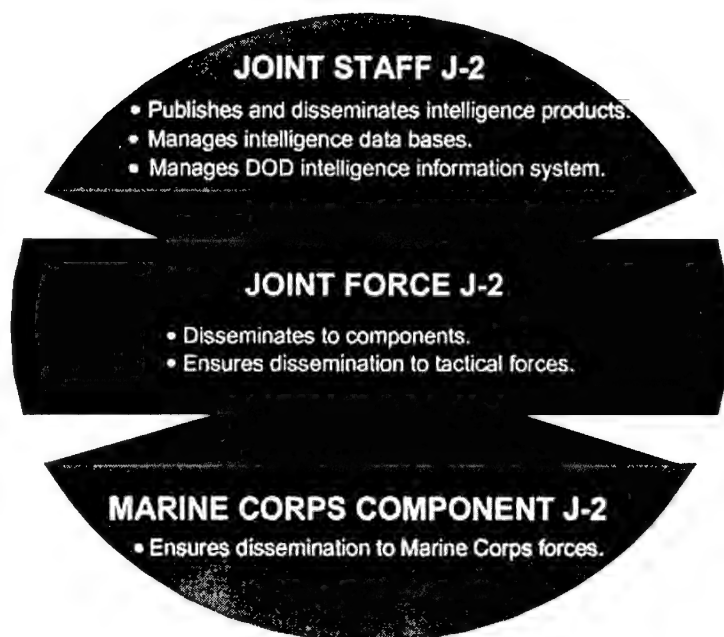 JOINT STAFF J-2
• Publishes and disseminates intelligence products.
• Manages intelligence data bases.
• Manages DOD intelligence information system.
JOINT FORCE J-2
• Disseminates to components.
• Ensures dissemination to tactical forces.
MARINE CORPS COMPONENT J-2
• Ensures dissemination to Marine Corps forces.